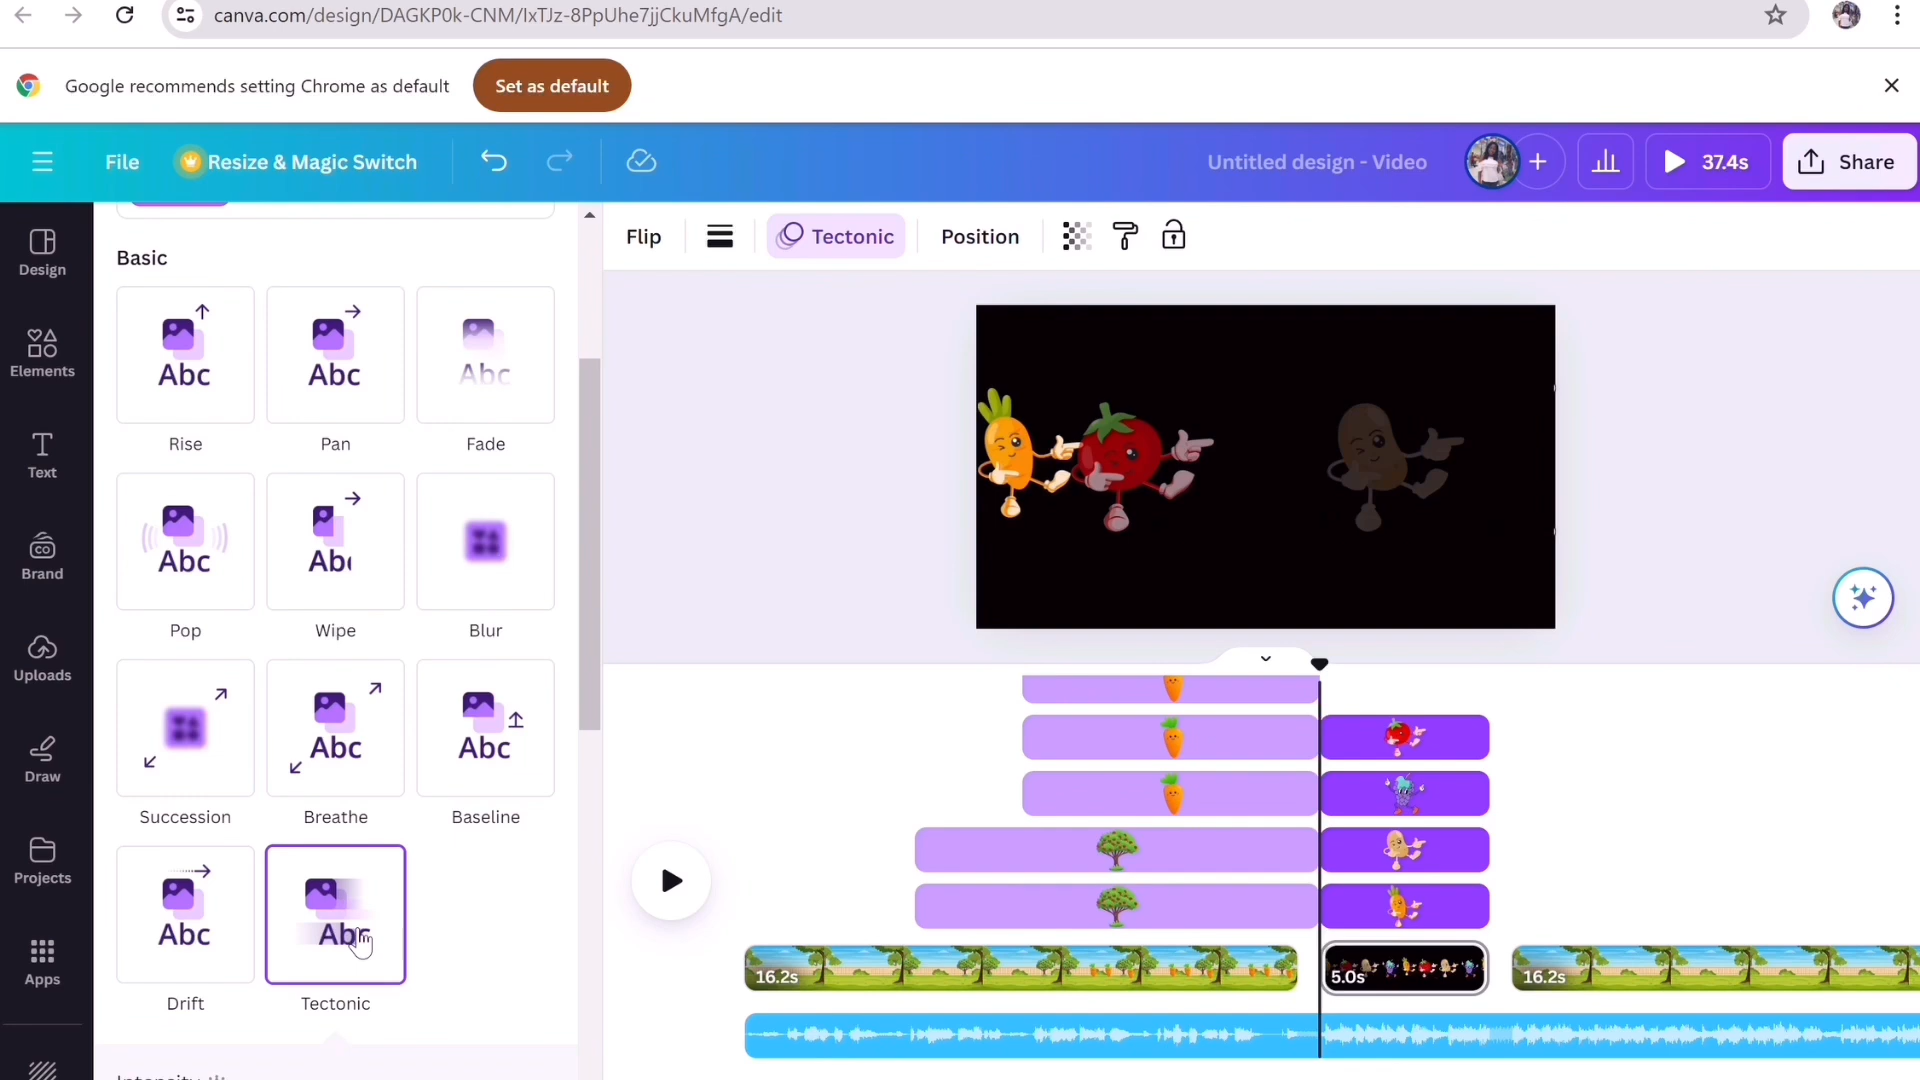 canva.com/design/DAGKP0k-CNM/IxTJz-8PpUhe7jjCkuMfgA/edit
Google recommends setting Chrome as default
Set as default
File
Resize & Magic Switch
Untitled design - Video
37.4s
Share
Design
Elements
Text
Brand
Uploads
Draw
Projects
Apps
Flip
Tectonic
Position
Basic
Abc
Abc
Abc
Rise
Pan
Fade
Abc
Abc
Pop
Wipe
Blur
Abc
Abc
Succession
Breathe
Baseline
Abc
Abc
Drift
Tectonic
16.2s
5.0s
16.2s